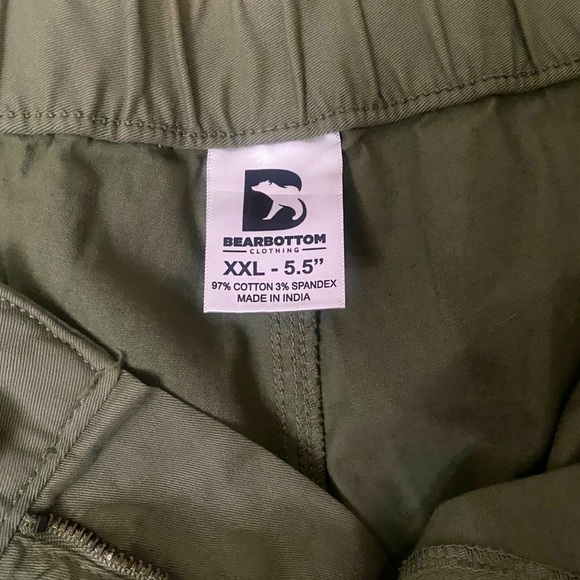 B
BEARBOTTOM
CLOTHING
XXL - 5.5"
97% COTTON 3% SPANDEX
MADE IN INDIA